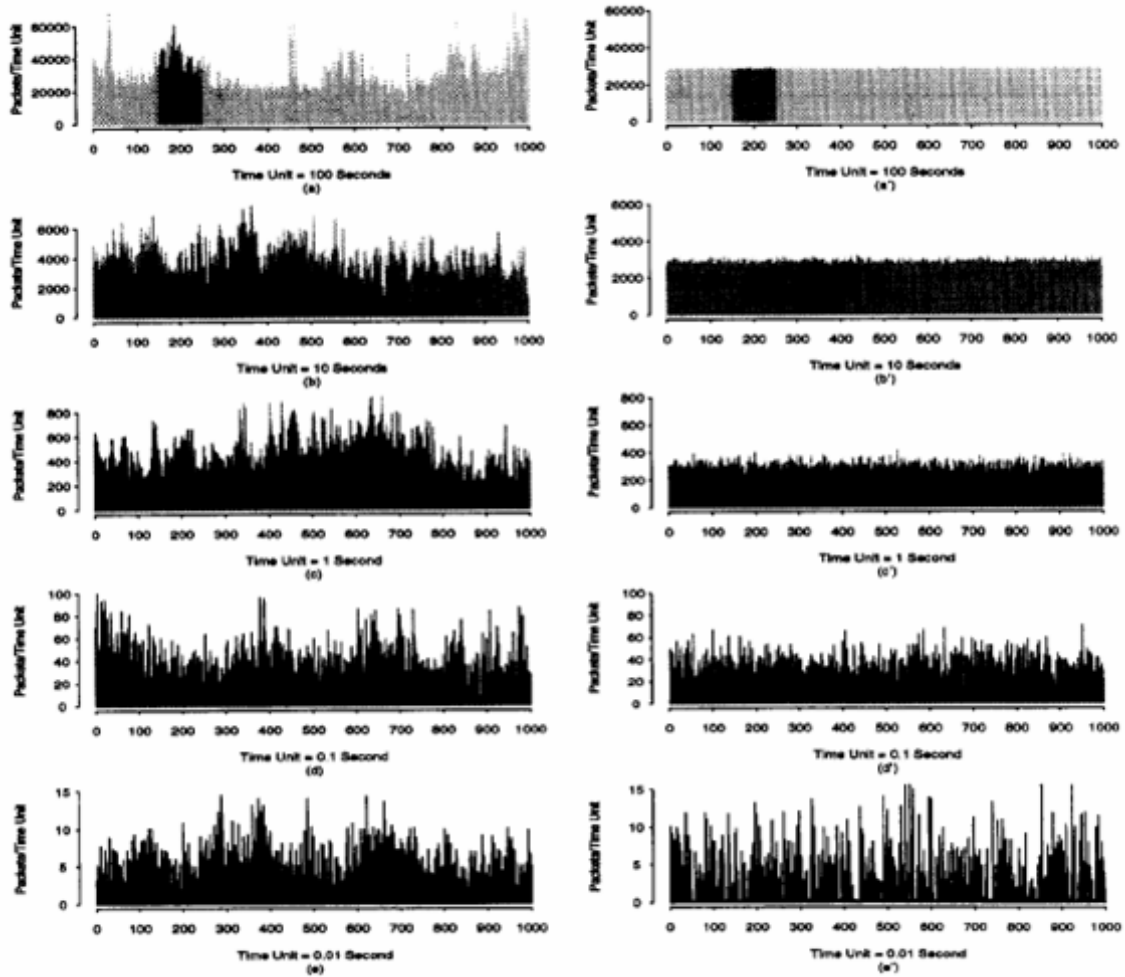 Packets/Time Unit
60000
40000
20000
0
0 100 200 300 400 500 600 700 800 900 1000
Time Unit = 100 Seconds
(a)
Packets/Time Unit
60000
40000
20000
0
0 100 200 300 400 500 600 700 800 900 1000
Time Unit = 100 Seconds
(a')
Packets/Time Unit
6000
4000
2000
0
0 100 200 300 400 500 600 700 800 900 1000
Time Unit = 10 Seconds
(b)
Packets/Time Unit
6000
4000
2000
0
0 100 200 300 400 500 600 700 800 900 1000
Time Unit = 10 Seconds
(b')
Packets/Time Unit
800
600
400
200
0
0 100 200 300 400 500 600 700 800 900 1000
Time Unit = 1 Second
(c)
Packets/Time Unit
800
600
400
200
0
0 100 200 300 400 500 600 700 800 900 1000
Time Unit = 1 Second
(c')
Packets/Time Unit
100
80
60
40
20
0
0 100 200 300 400 500 600 700 800 900 1000
Time Unit = 0.1 Second
(d)
Packets/Time Unit
100
80
60
40
20
0
0 100 200 300 400 500 600 700 800 900 1000
Time Unit = 0.1 Second
(d')
Packets/Time Unit
15
10
5
0
0 100 200 300 400 500 600 700 800 900 1000
Time Unit = 0.01 Second
(e)
Packets/Time Unit
15
10
5
0
0 100 200 300 400 500 600 700 800 900 1000
Time Unit = 0.01 Second
(e')